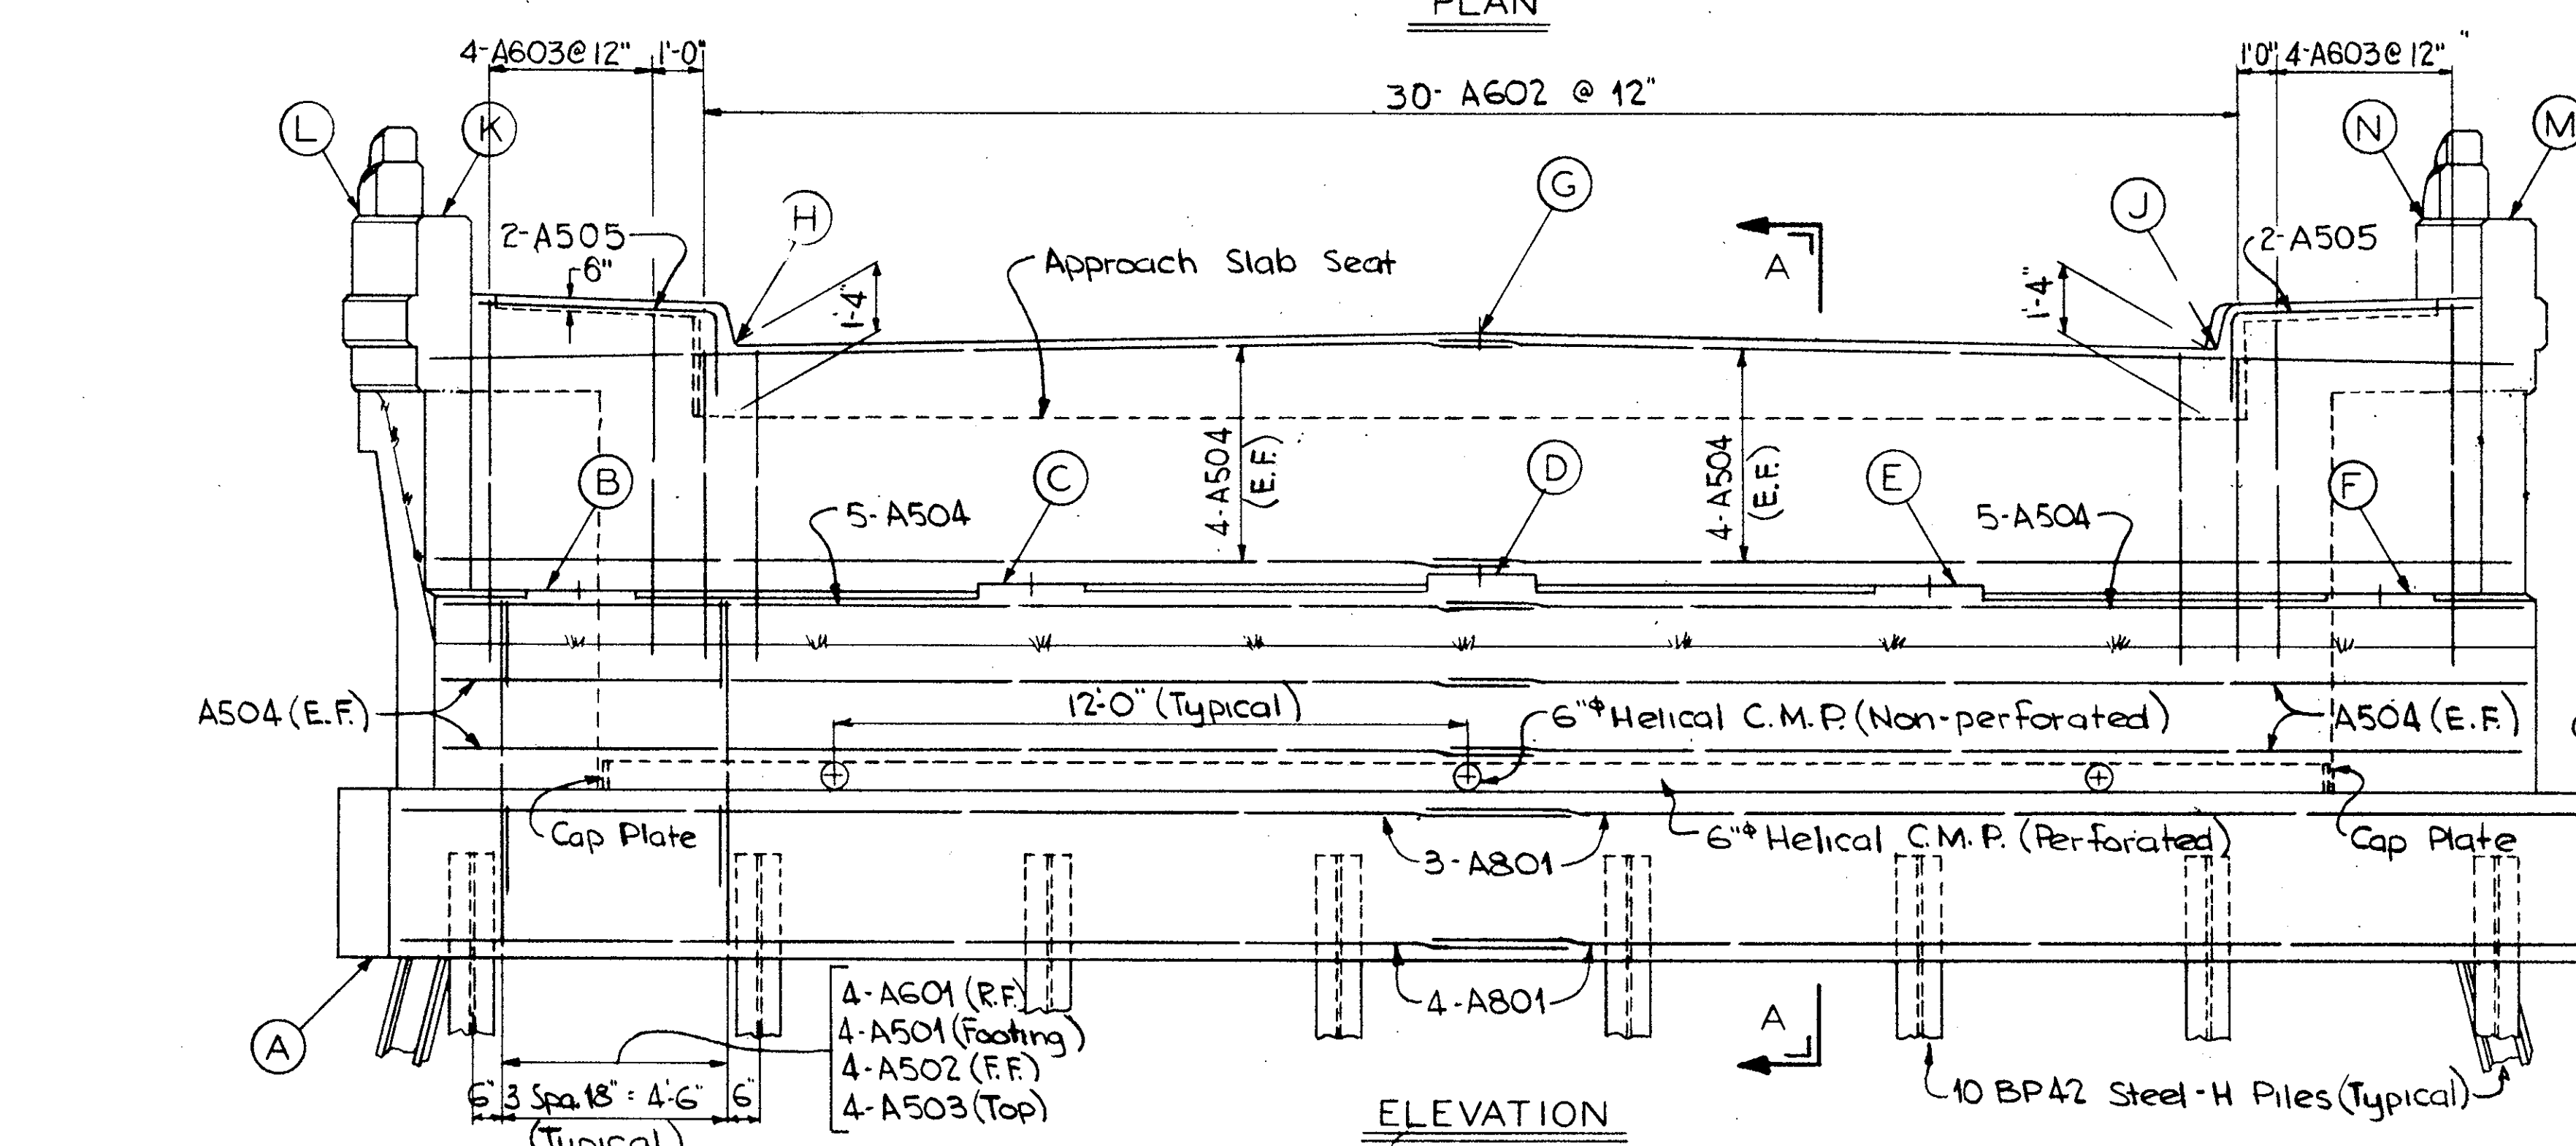 PLAN
4-A603@12" 1'-0"
1'0" 4-A603@12" "
30- A602 @ 12"
L
K
N
M
H
G
J
2-A505
6"
Approach Slab Seat
1'-4"
A
1'-4"
2-A505
B
C
D
E
F
5-A504
4-A504
(E.F.)
4-A504
(E.F.)
5-A504
A504 (E.F.)
12'-0" (Typical)
6"ф Helical C.M.P. (Non-perforated)
A504 (E.F.)
Cap Plate
3-A801
6"ф Helical C.M.P. (Perforated)
Cap Plate
A
4-A601 (R.F.)
4-A501 (Footing)
4-A502 (F.F.)
4-A503 (Top)
4-A801
A
6" 3 Spa. 18" = 4'-6" 6"
(Typical)
10 BP42 Steel-H Piles (Typical)
ELEVATION